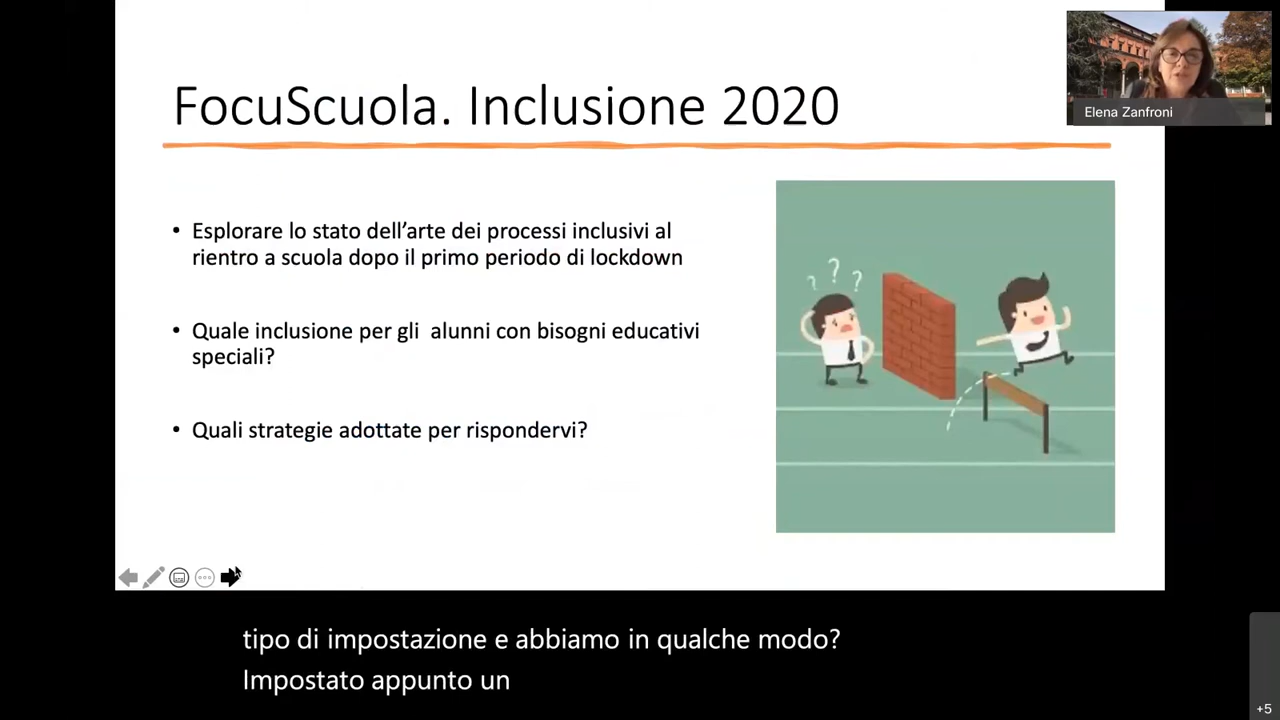 FocuScuola. Inclusione 2020
Elena Zanfroni
• Esplorare lo stato dell’arte dei processi inclusivi al
rientro a scuola dopo il primo periodo di lockdown
• Quale inclusione per gli alunni con bisogni educativi
speciali?
• Quali strategie adottate per rispondervi?
? ? ?
tipo di impostazione e abbiamo in qualche modo?
Impostato appunto un
+5